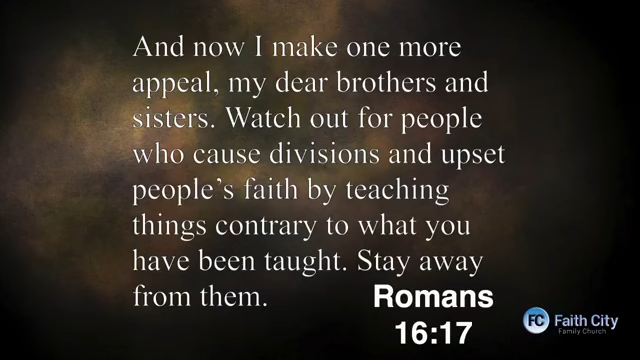 And now I make one more
appeal, my dear brothers and
sisters. Watch out for people
who cause divisions and upset
people’s faith by teaching
things contrary to what you
have been taught. Stay away
from them.
Romans
16:17
FC Faith City
Family Church